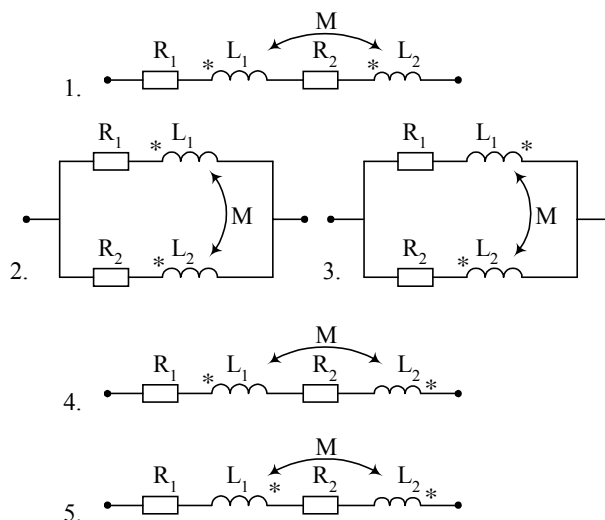 M
R1 * L1 R2 * L2
1.
R1 * L1 R1 L1 *
M M
R2 * L2 R2 * L2
2. 3.
M
R1 * L1 R2 L2 *
4.
M
R1 L1 * R2 L2 *
5.